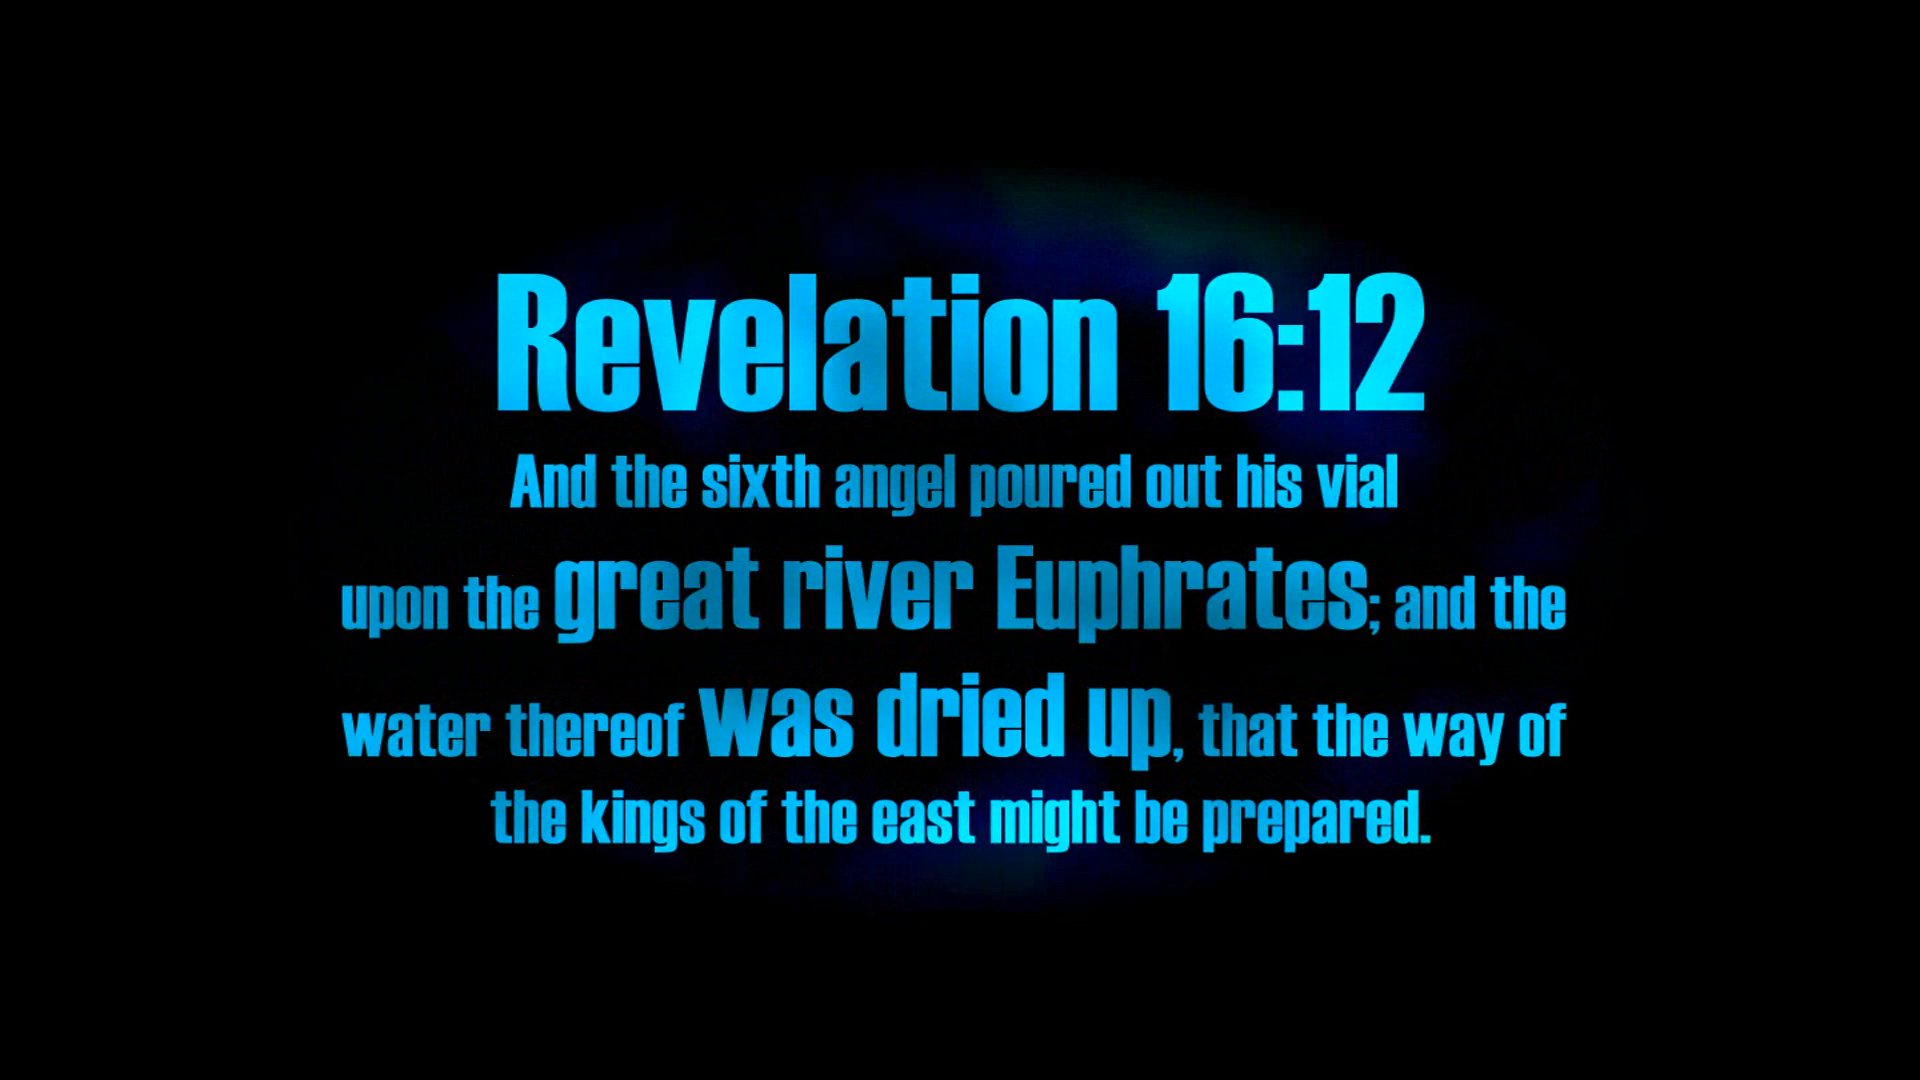 Revelation 16:12
And the sixth angel poured out his vial
upon the great river Euphrates; and the
water thereof was dried up, that the way of
the kings of the east might be prepared.